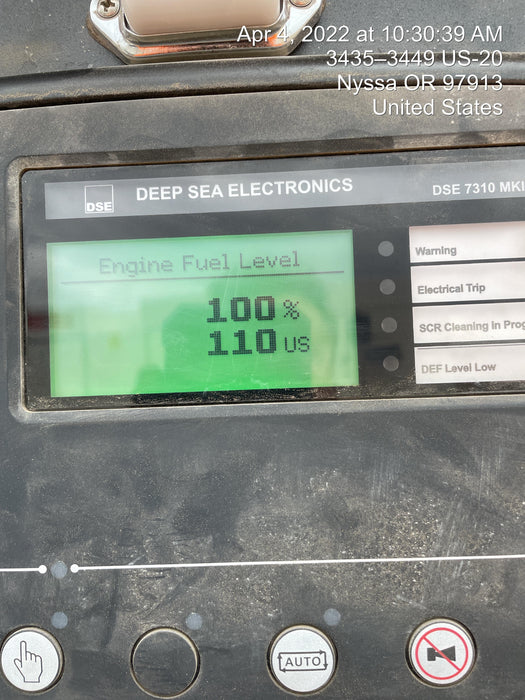 Apr 4, 2022 at 10:30:39 AM
3435–3449 US-20
Nyssa OR 97913
United States
DSE
DEEP SEA ELECTRONICS
DSE 7310 MKI
Engine Fuel Level
100 %
110 US
Warning
Electrical Trip
SCR Cleaning In Prog
DEF Level Low
AUTO